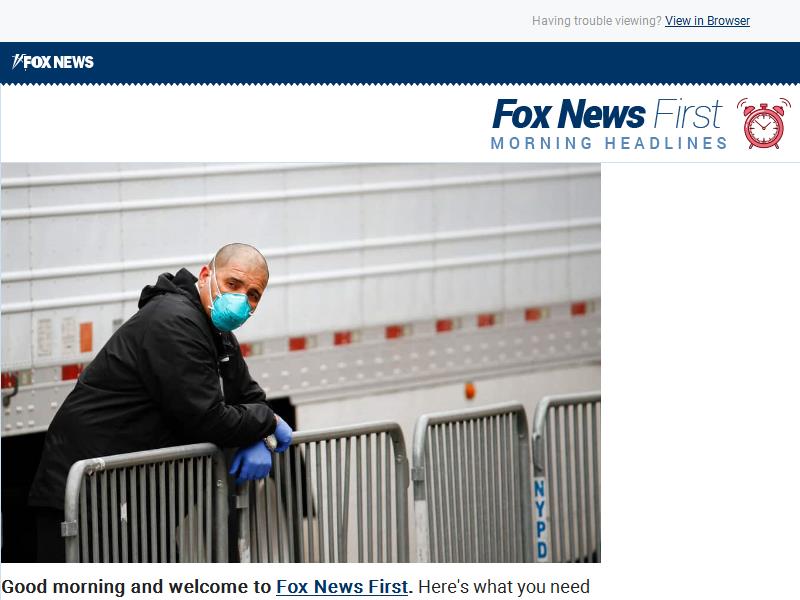 Having trouble viewing? View in Browser
FOX NEWS
Fox News First
MORNING HEADLINES
NYPD
Good morning and welcome to Fox News First. Here's what you need